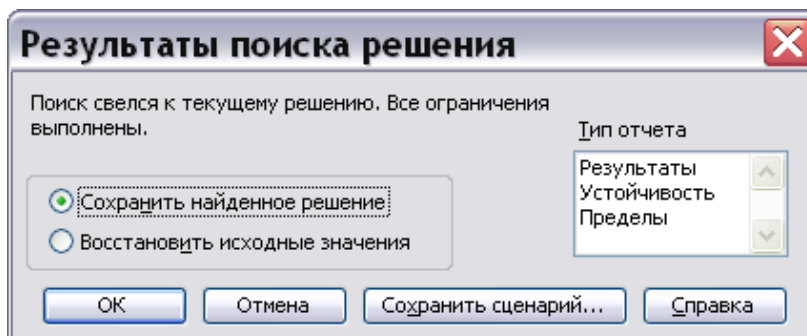 Результаты поиска решения
Поиск свелся к текущему решению. Все ограничения
выполнены.
Тип отчета
Результаты
Устойчивость
Пределы
Сохранить найденное решение
Восстановить исходные значения
ОК
Отмена
Сохранить сценарий...
Справка